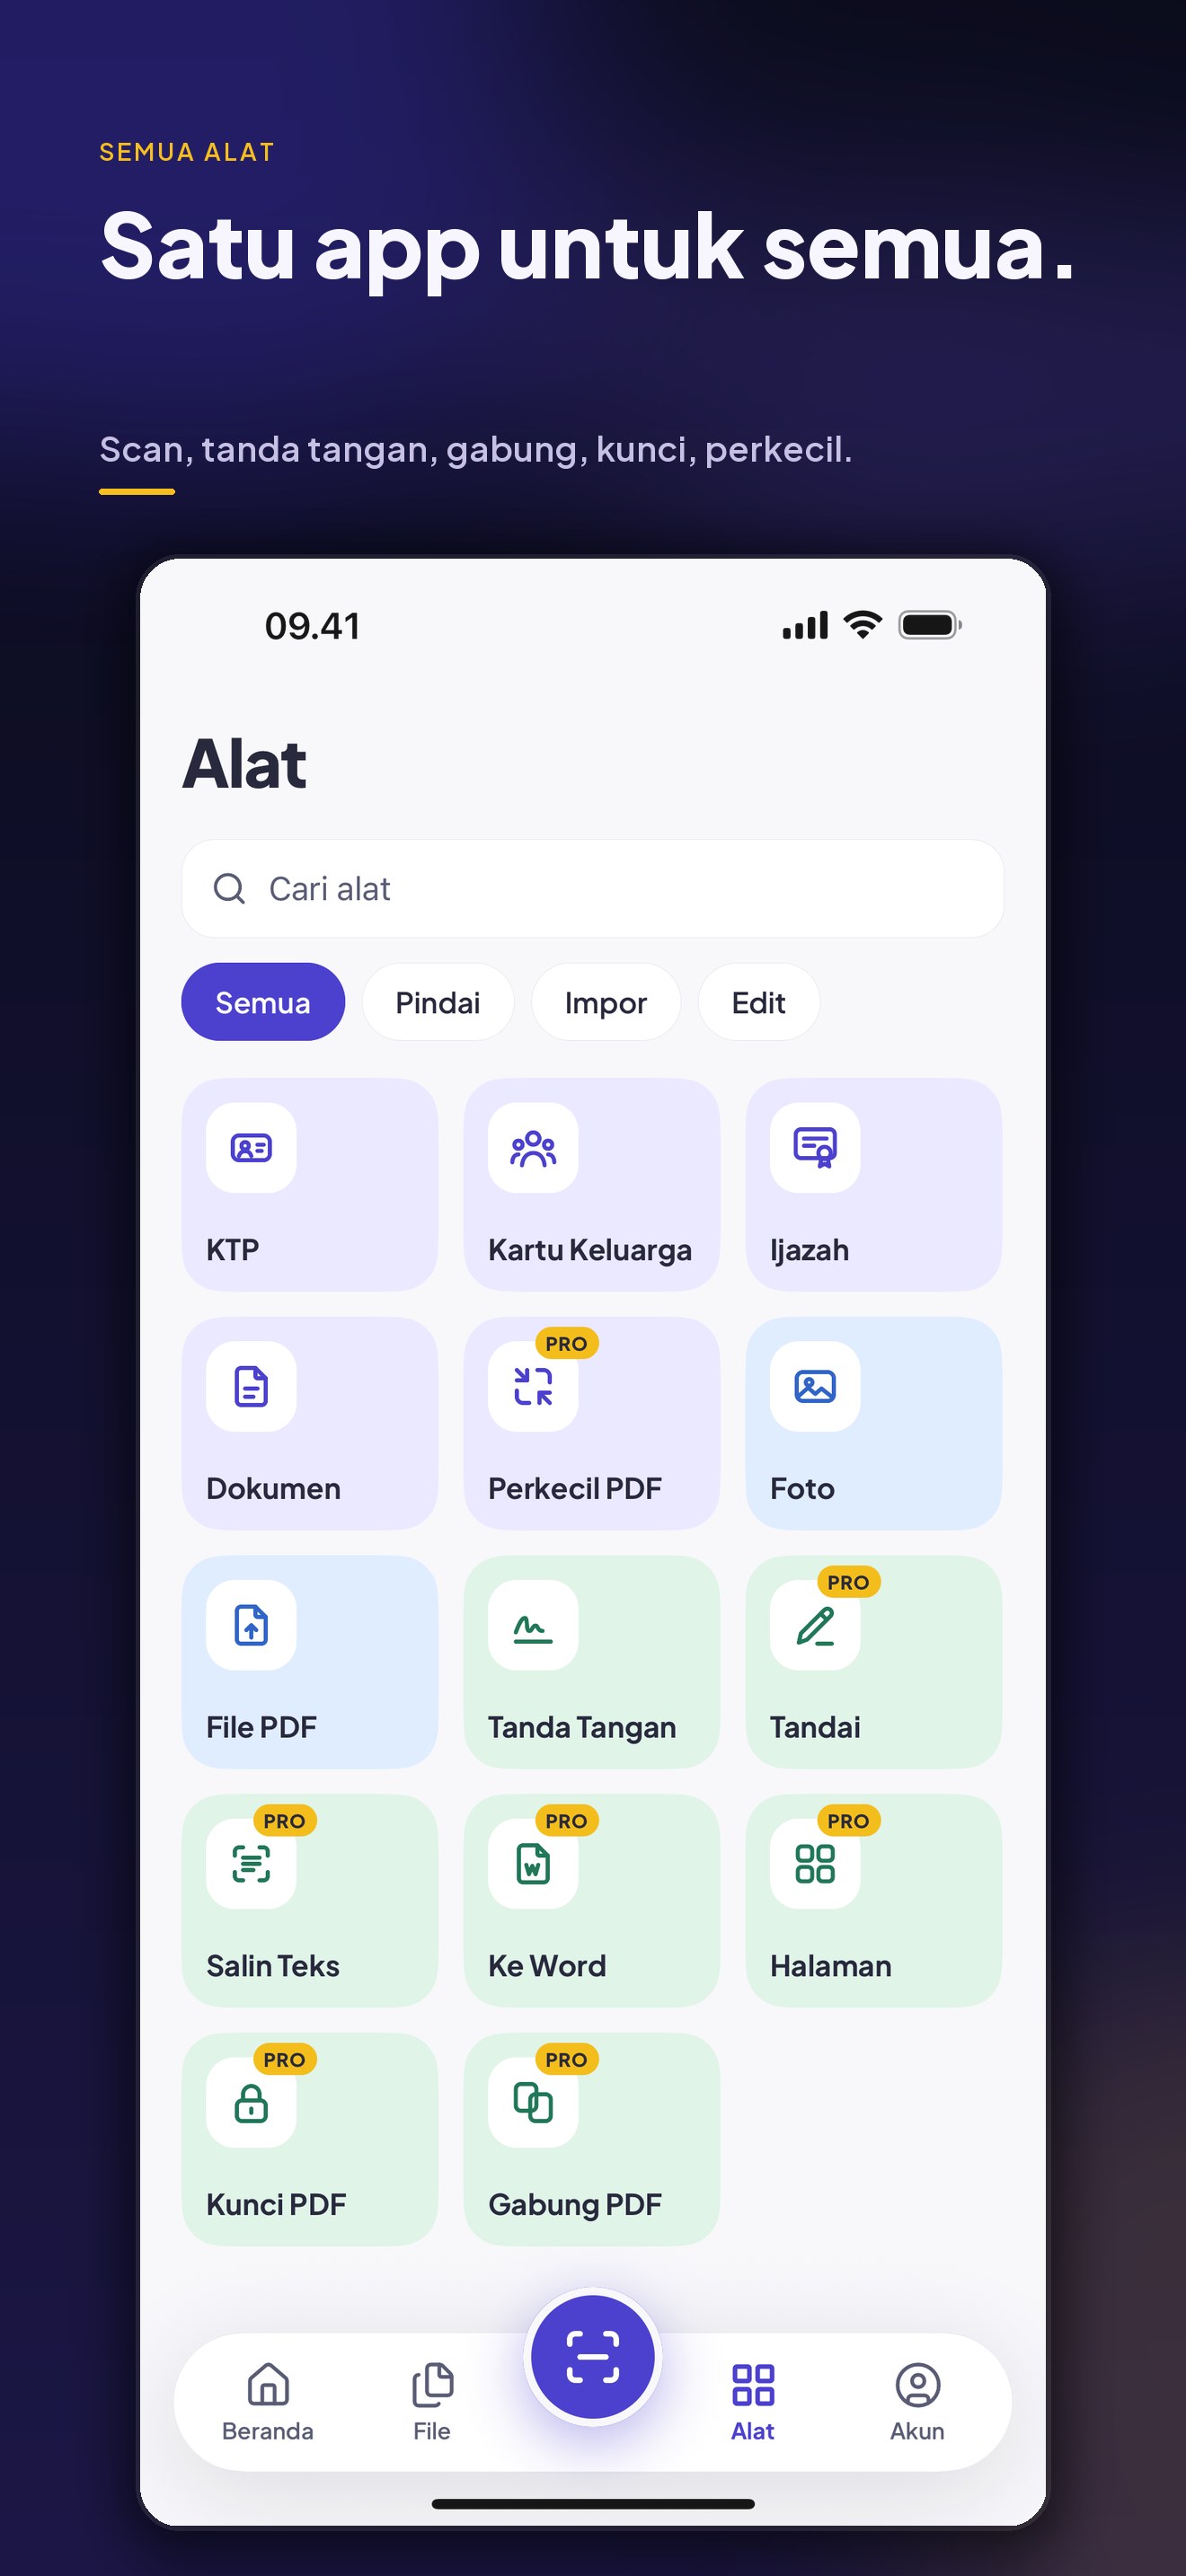 SEMUA ALAT
Satu app untuk semua.
Scan, tanda tangan, gabung, kunci, perkecil.
09.41
Alat
Cari alat
Semua Pindai Impor Edit
KTP Kartu Keluarga Ijazah
PRO
Dokumen Perkecil PDF Foto
PRO
File PDF Tanda Tangan Tandai
PRO PRO PRO
Salin Teks Ke Word Halaman
PRO PRO
Kunci PDF Gabung PDF
Beranda File Alat Akun